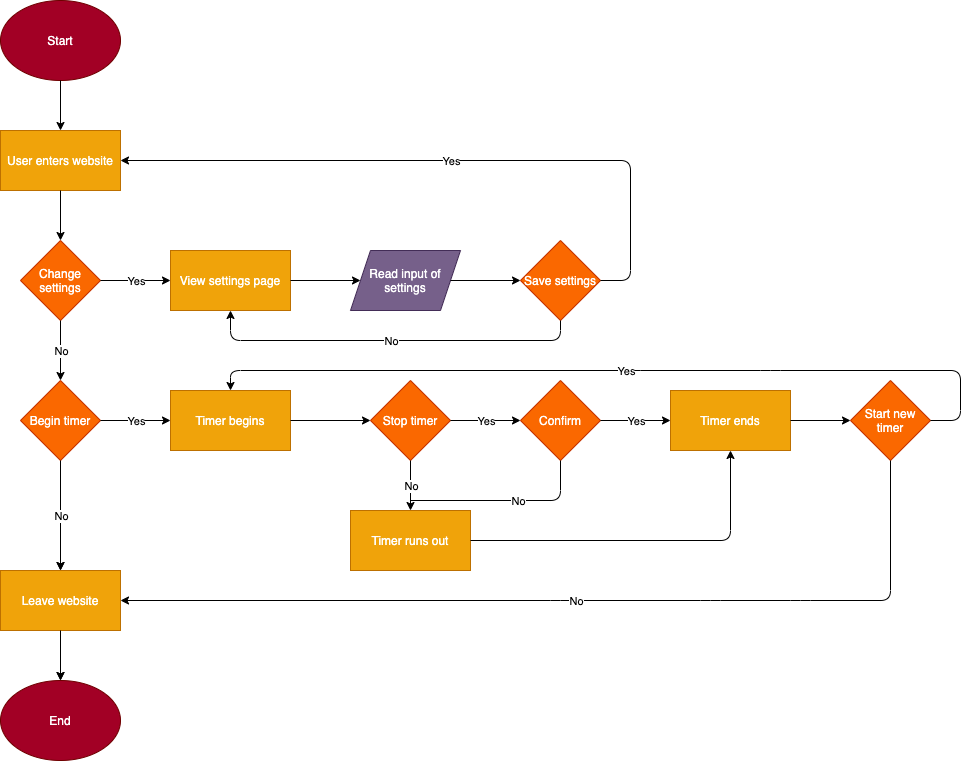 Start
User enters website
Yes
Change
settings
Yes
View settings page
Read input of
settings
Save settings
No
No
Yes
Begin timer
Yes
Timer begins
Stop timer
Yes
Confirm
Yes
Timer ends
Start new
timer
No
No
No
Timer runs out
Leave website
No
End